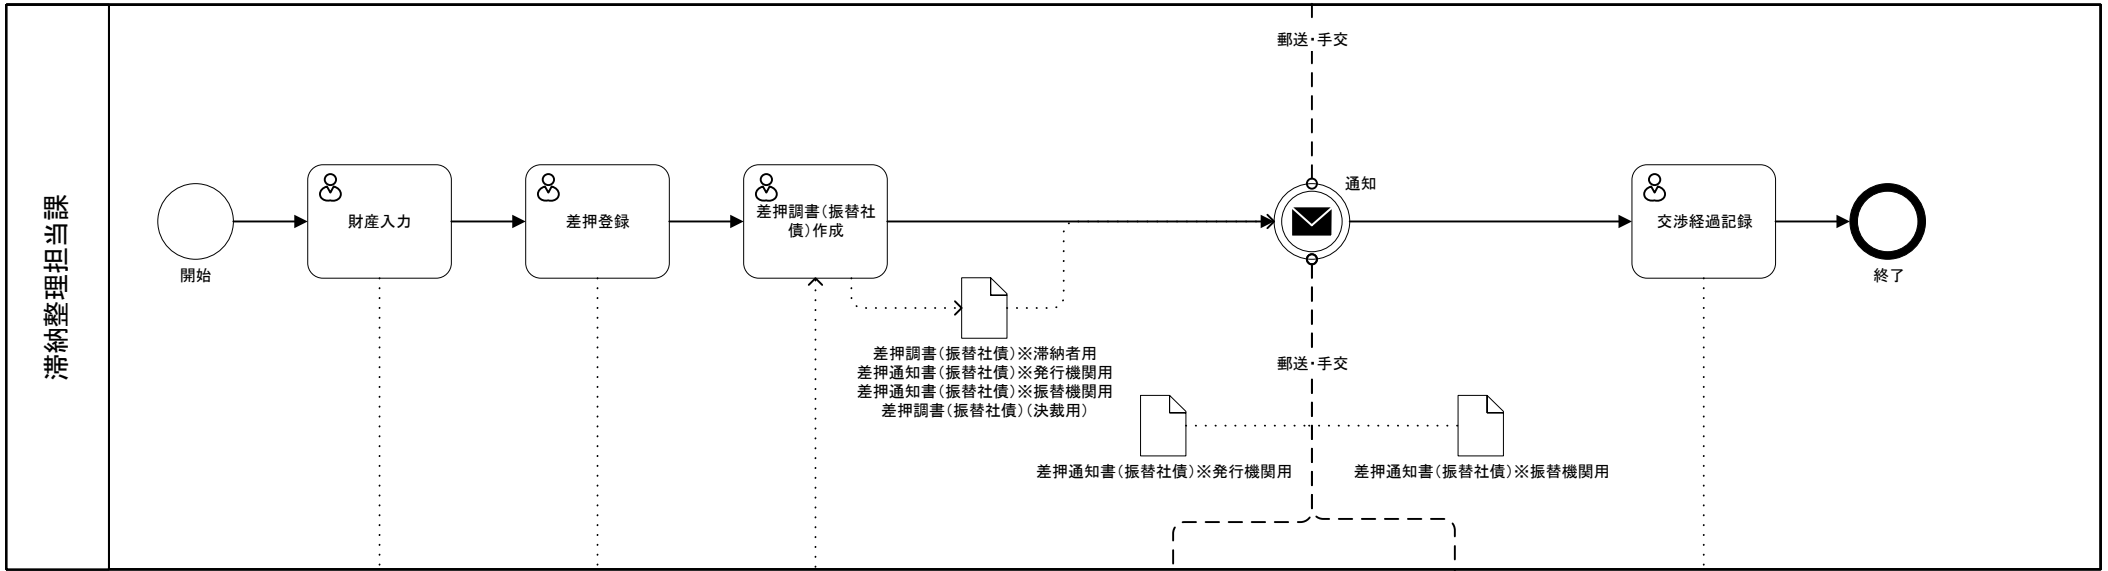 滞納整理担当課
郵送・手交
通知
開始
財産入力
差押登録
差押調書（振替社
債）作成
交渉経過記録
終了
差押調書（振替社債）※滞納者用
差押通知書（振替社債）※発行機関用
差押通知書（振替社債）※振替機関用
差押調書（振替社債）（決裁用）
郵送・手交
差押通知書（振替社債）※発行機関用
差押通知書（振替社債）※振替機関用